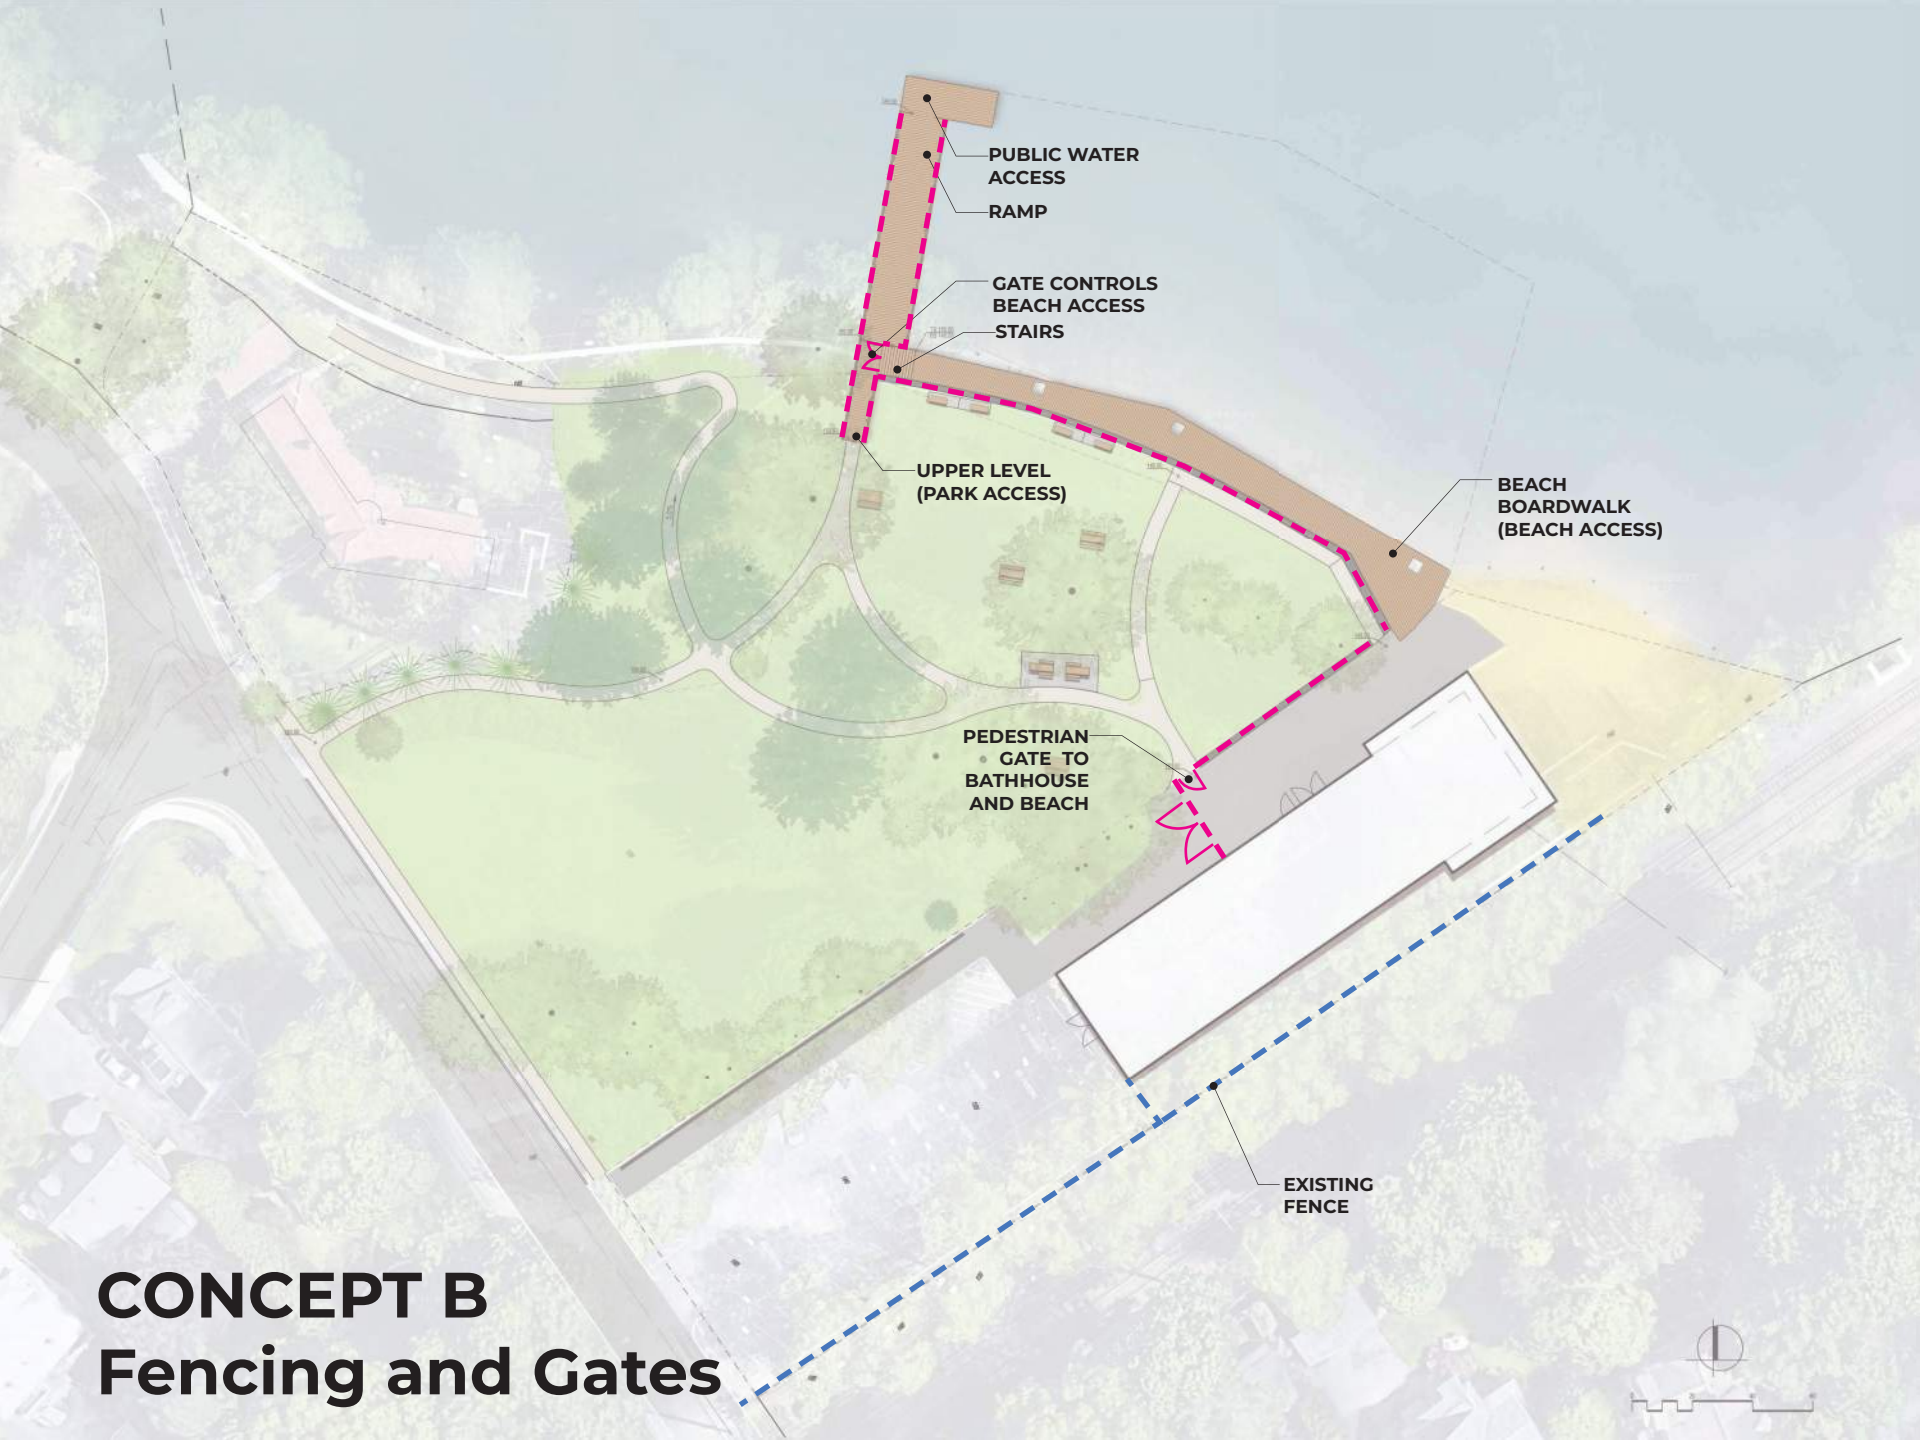 PUBLIC WATER
ACCESS
RAMP
GATE CONTROLS
BEACH ACCESS
STAIRS
UPPER LEVEL
(PARK ACCESS)
BEACH
BOARDWALK
(BEACH ACCESS)
PEDESTRIAN
GATE TO
BATHHOUSE
AND BEACH
EXISTING
FENCE
CONCEPT B
Fencing and Gates